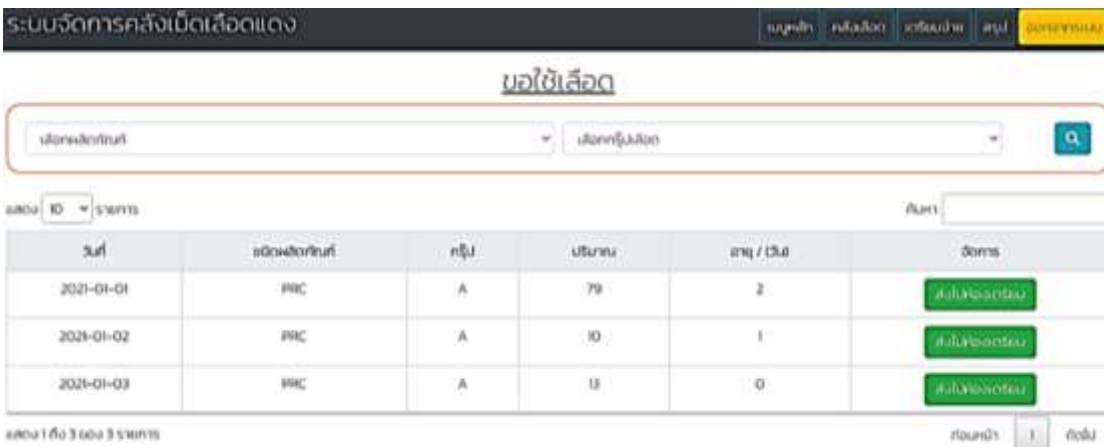 ระบบจัดการคลังเม็ดเลือดแดง
เมนูหลัก คลังเลือด เตรียมจ่าย สรุป ออกจากระบบ
ขอใช้เลือด
เลือกผลิตภัณฑ์ เลือกกรุ๊ปเลือด
แสดง 10 รายการ ค้นหา
วันที่ ชนิดผลิตภัณฑ์ กรุ๊ป ปริมาณ อายุ / (วัน) จัดการ
2021-01-01 PRC A 79 2 ส่งไปห้องเตรียม
2021-01-02 PRC A 10 1 ส่งไปห้องเตรียม
2021-01-03 PRC A 13 0 ส่งไปห้องเตรียม
แสดง 1 ถึง 3 ของ 3 รายการ ก่อนหน้า 1 ถัดไป